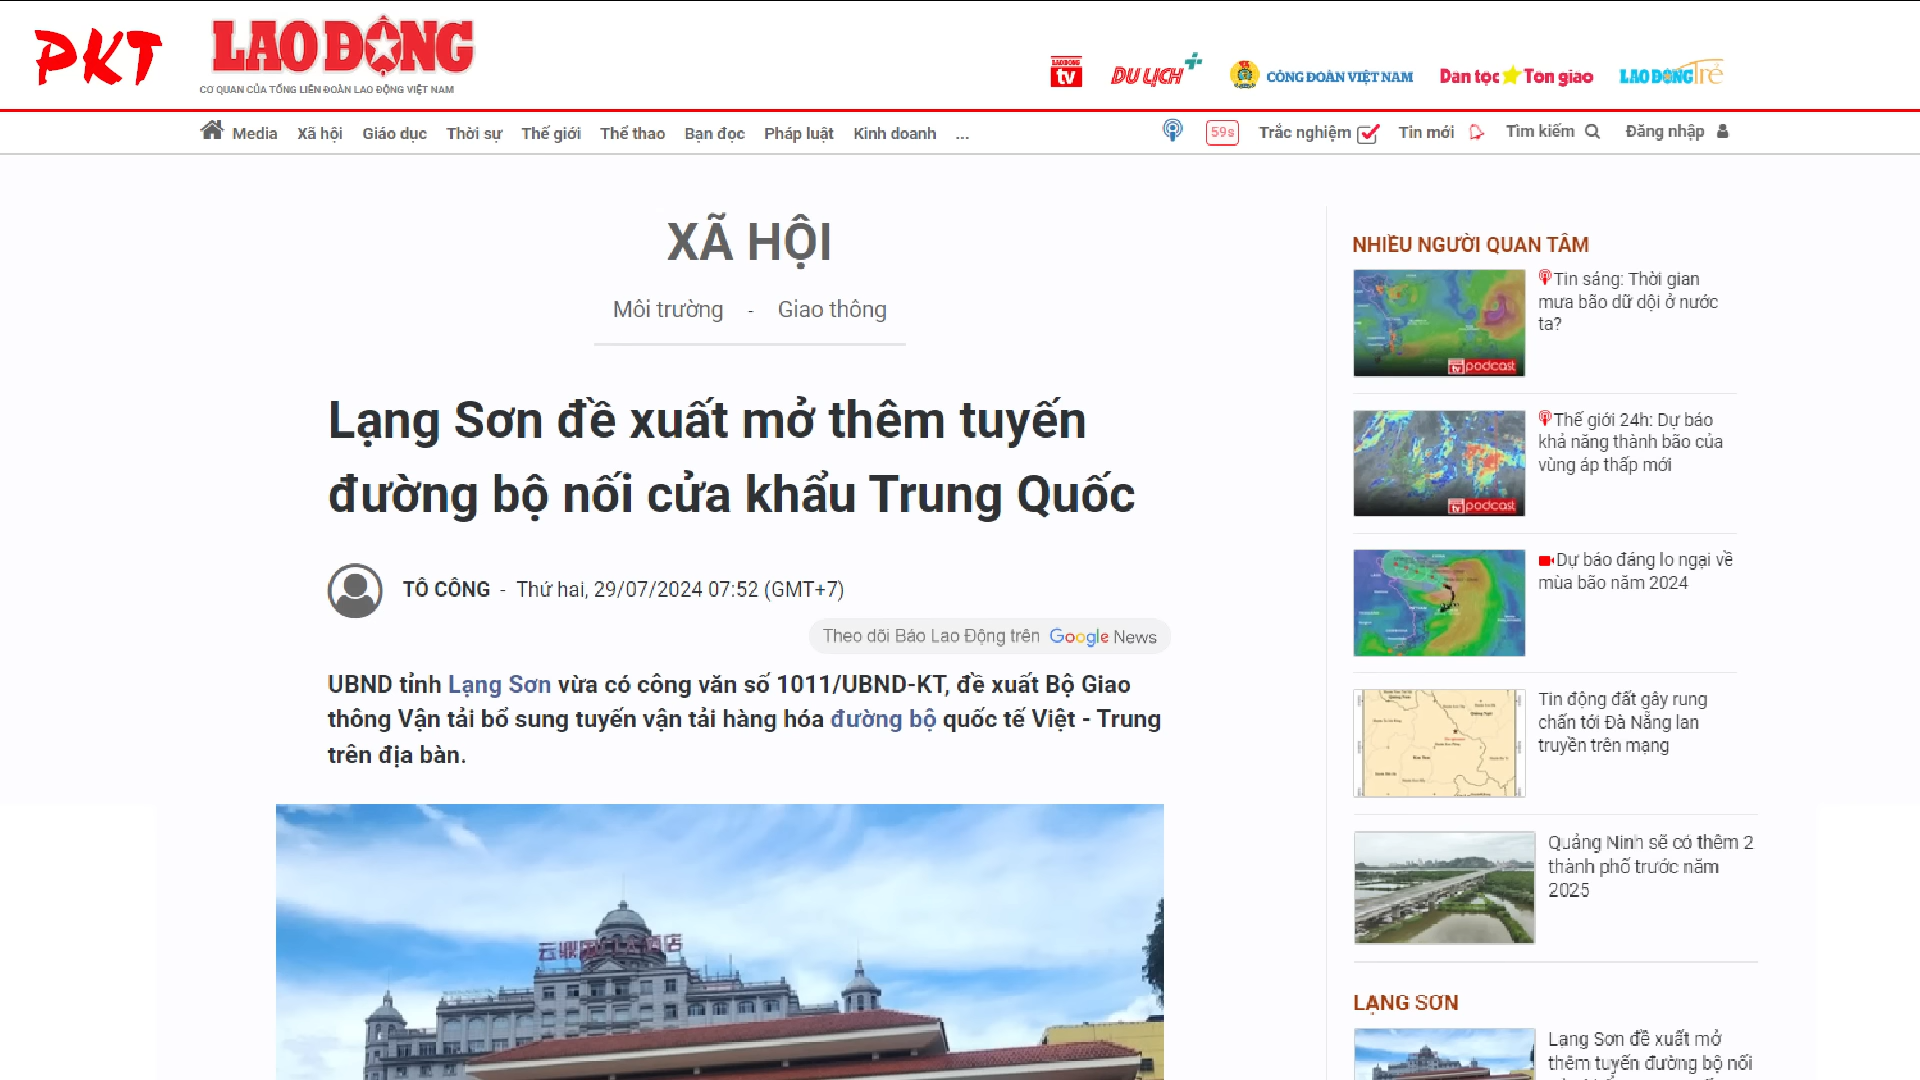 PKT
LAO ĐỘNG
CƠ QUAN CỦA TỔNG LIÊN ĐOÀN LAO ĐỘNG VIỆT NAM
LAO ĐỘNG tv
DU LỊCH+
CÔNG ĐOÀN VIỆT NAM
Dân tộc Tôn giáo
LAO ĐỘNG Trẻ
Media Xã hội Giáo dục Thời sự Thế giới Thể thao Bạn đọc Pháp luật Kinh doanh ...
59s Trắc nghiệm Tin mới Tìm kiếm Đăng nhập
XÃ HỘI
Môi trường - Giao thông
Lạng Sơn đề xuất mở thêm tuyến
đường bộ nối cửa khẩu Trung Quốc
TÔ CÔNG - Thứ hai, 29/07/2024 07:52 (GMT+7)
Theo dõi Báo Lao Động trên Google News
UBND tỉnh Lạng Sơn vừa có công văn số 1011/UBND-KT, đề xuất Bộ Giao
thông Vận tải bổ sung tuyến vận tải hàng hóa đường bộ quốc tế Việt - Trung
trên địa bàn.
NHIỀU NGƯỜI QUAN TÂM
Tin sáng: Thời gian
mưa bão dữ dội ở nước
ta?
tv podcast
Thế giới 24h: Dự báo
khả năng thành bão của
vùng áp thấp mới
tv podcast
Dự báo đáng lo ngại về
mùa bão năm 2024
Tin động đất gây rung
chấn tới Đà Nẵng lan
truyền trên mạng
Quảng Ninh sẽ có thêm 2
thành phố trước năm
2025
LẠNG SƠN
Lạng Sơn đề xuất mở
thêm tuyến đường bộ nối